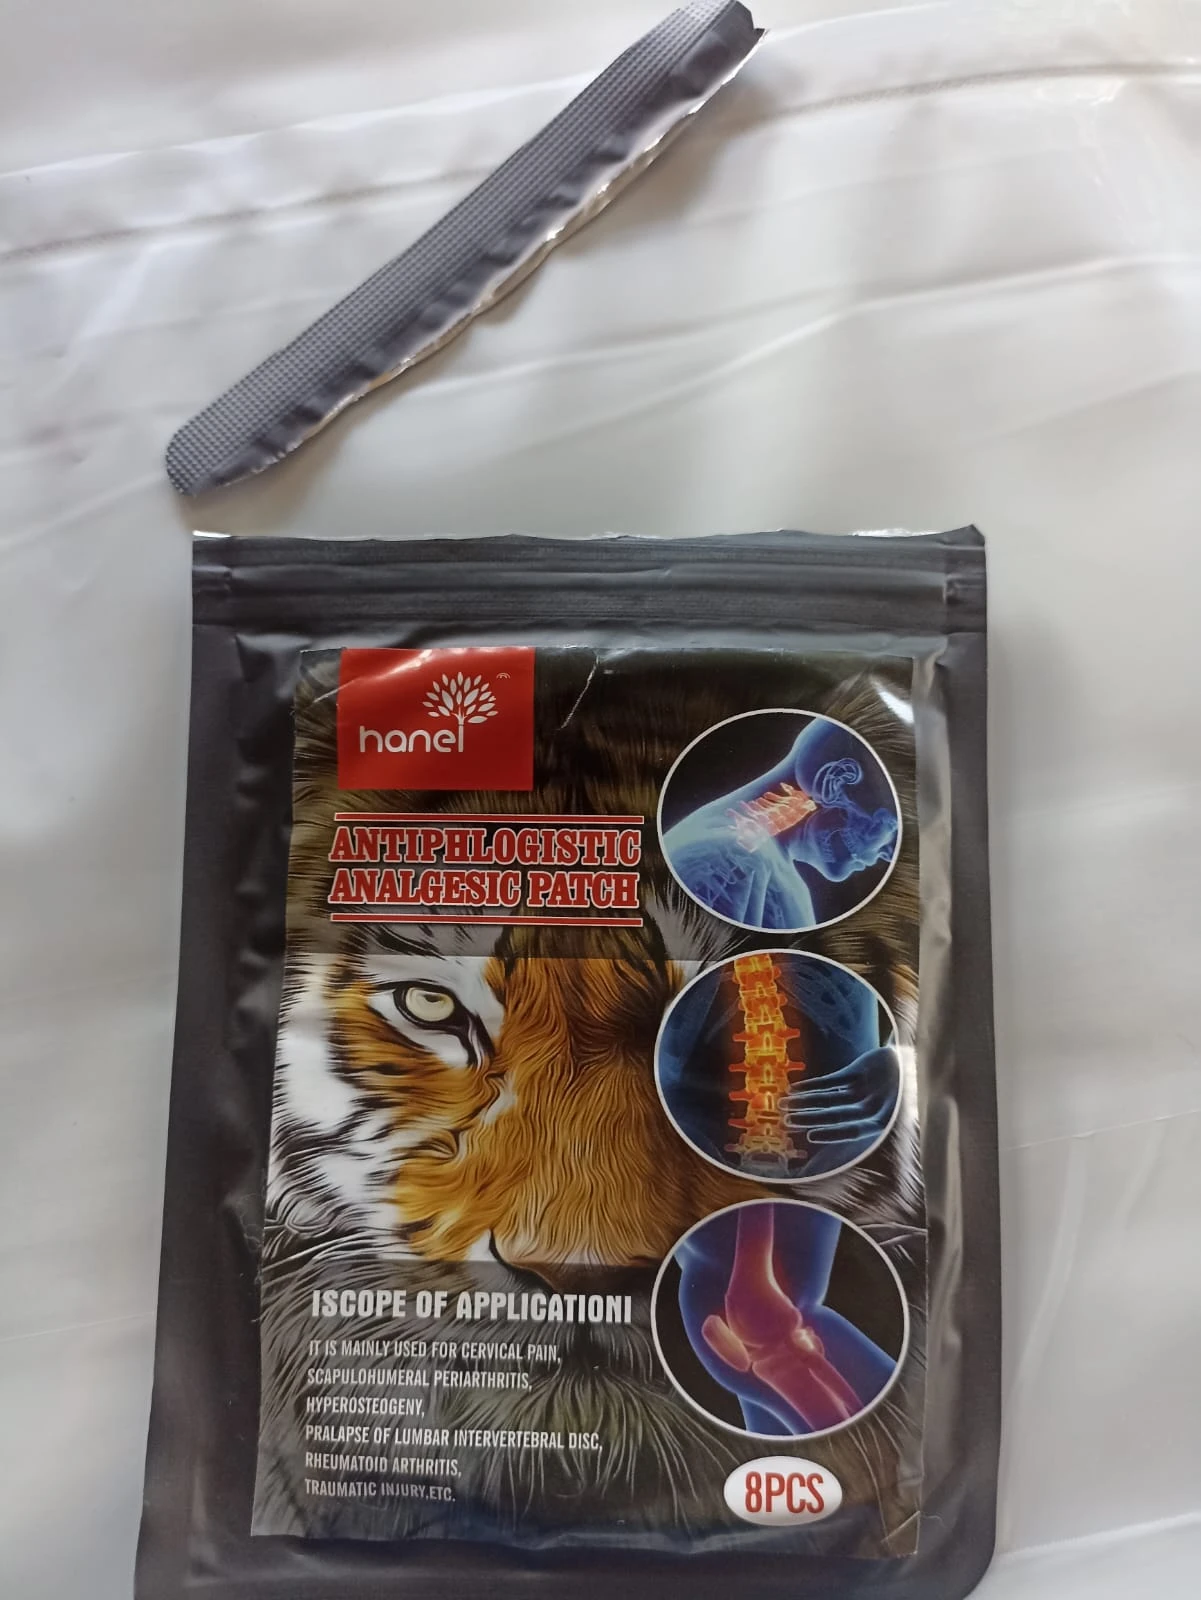 hanel
ANTIPHLOGISTIC
ANALGESIC PATCH
ISCOPE OF APPLICATIONI
IT IS MAINLY USED FOR CERVICAL PAIN,
SCAPULOHUMERAL PERIARTHRITIS,
HYPEROSTEOGENY,
PRALAPSE OF LUMBAR INTERVERTEBRAL DISC,
RHEUMATOID ARTHRITIS,
TRAUMATIC INJURY,ETC.
8PCS